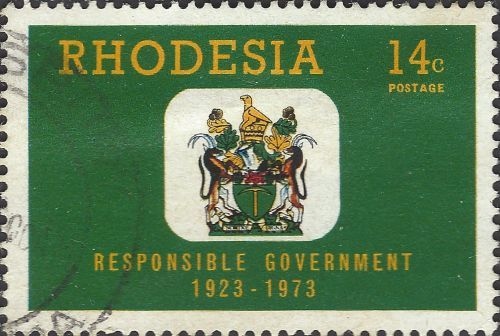 RHODESIA 14c
POSTAGE
RESPONSIBLE GOVERNMENT
1923 - 1973